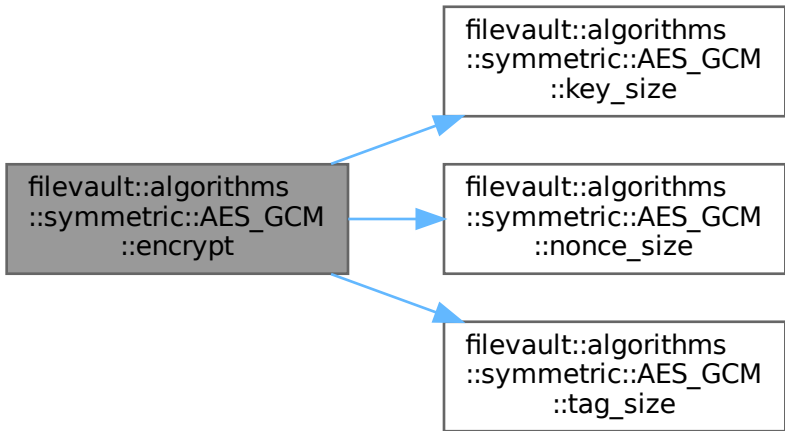 filevault::algorithms
::symmetric::AES_GCM
::encrypt
filevault::algorithms
::symmetric::AES_GCM
::key_size
filevault::algorithms
::symmetric::AES_GCM
::nonce_size
filevault::algorithms
::symmetric::AES_GCM
::tag_size